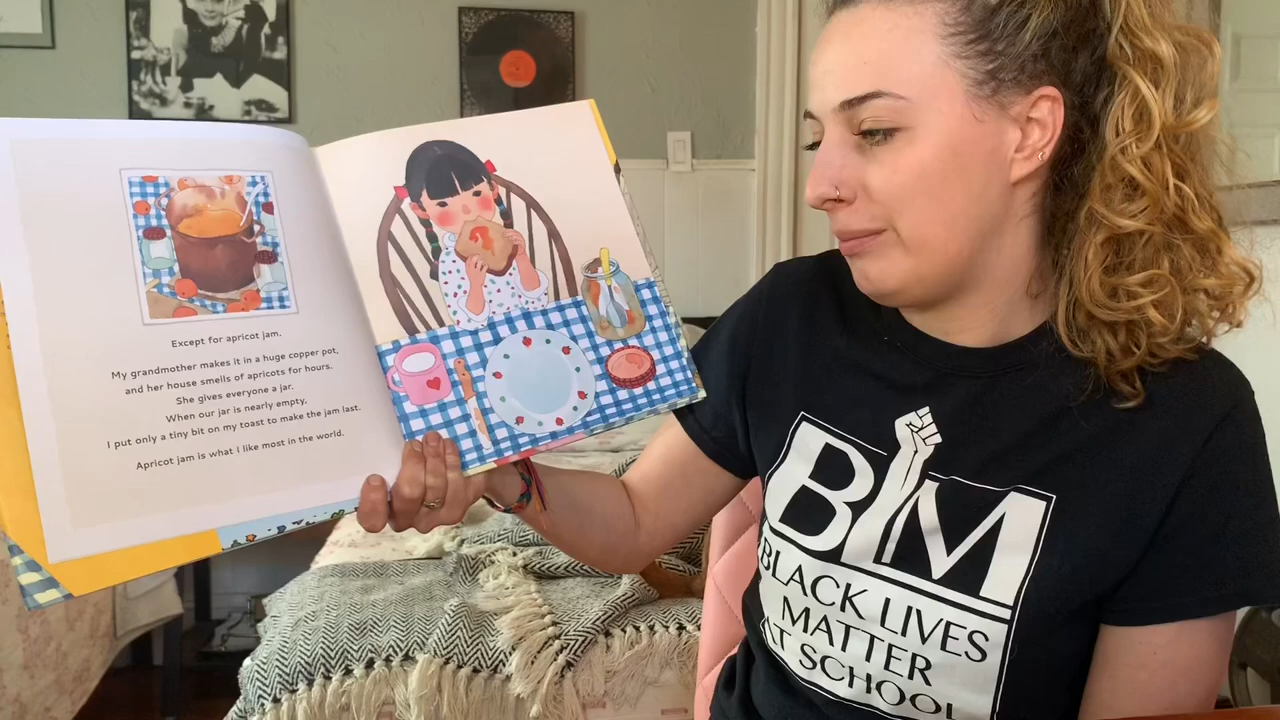 Except for apricot jam.
My grandmother makes it in a huge copper pot,
and her house smells of apricots for hours.
She gives everyone a jar.
When our jar is nearly empty,
I put only a tiny bit on my toast to make the jam last.
Apricot jam is what I like most in the world.
BLM
BLACK LIVES
MATTER
AT SCHOOL